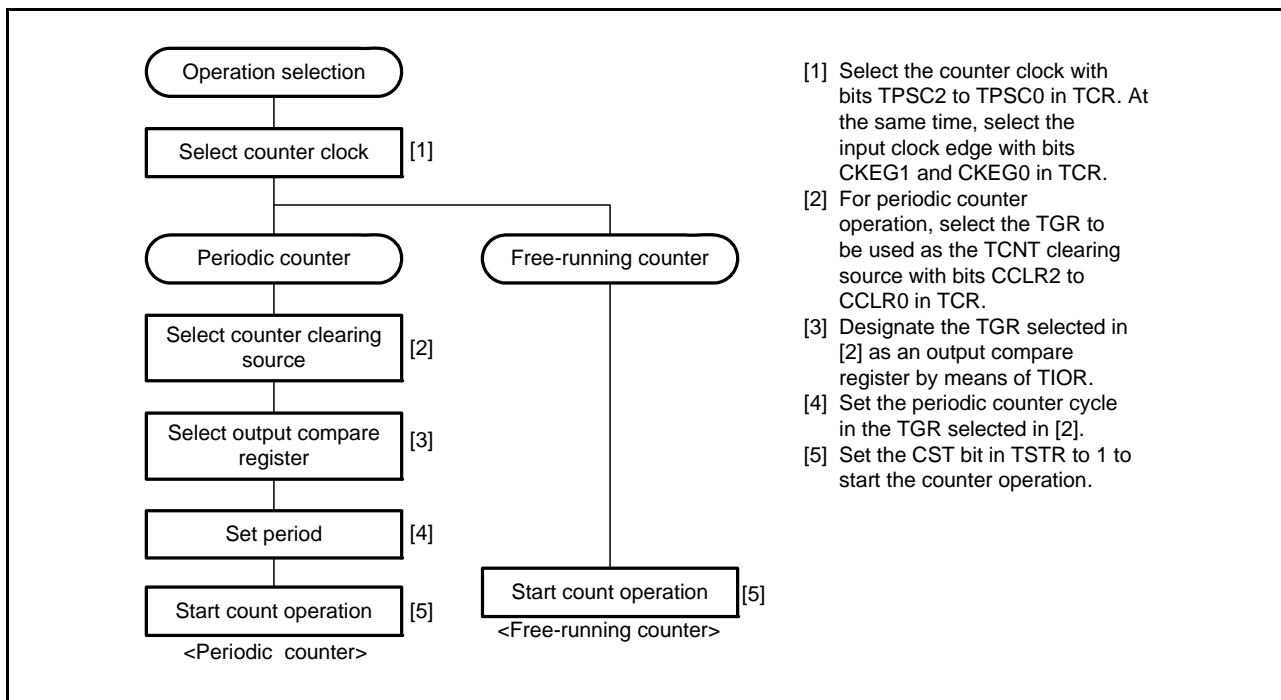 Operation selection
Select counter clock
[1]
Periodic counter
Free-running counter
Select counter clearing
source
[2]
Select output compare
register
[3]
Set period
[4]
Start count operation
[5]
<Periodic counter>
Start count operation
[5]
<Free-running counter>
[1] Select the counter clock with
bits TPSC2 to TPSC0 in TCR. At
the same time, select the
input clock edge with bits
CKEG1 and CKEG0 in TCR.
[2] For periodic counter
operation, select the TGR to
be used as the TCNT clearing
source with bits CCLR2 to
CCLR0 in TCR.
[3] Designate the TGR selected in
[2] as an output compare
register by means of TIOR.
[4] Set the periodic counter cycle
in the TGR selected in [2].
[5] Set the CST bit in TSTR to 1 to
start the counter operation.